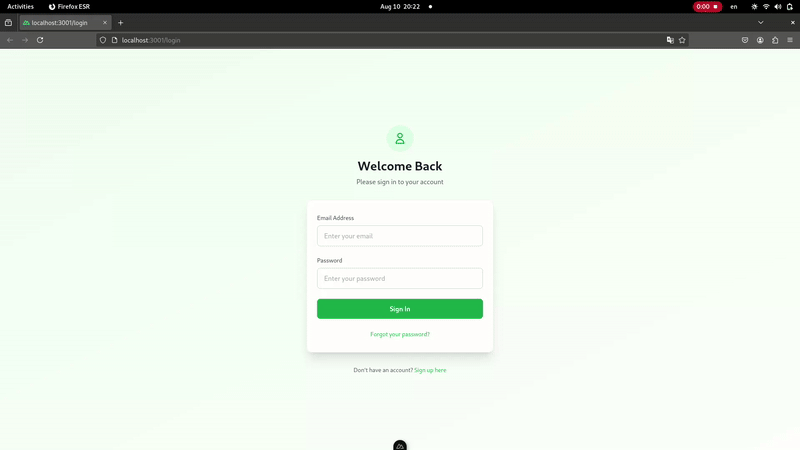 Activities Firefox ESR Aug 10 20:22 0:00 en
localhost:3001/login
localhost:3001/login
Welcome Back
Please sign in to your account
Email Address
Enter your email
Password
Enter your password
Sign In
Forgot your password?
Don't have an account? Sign up here